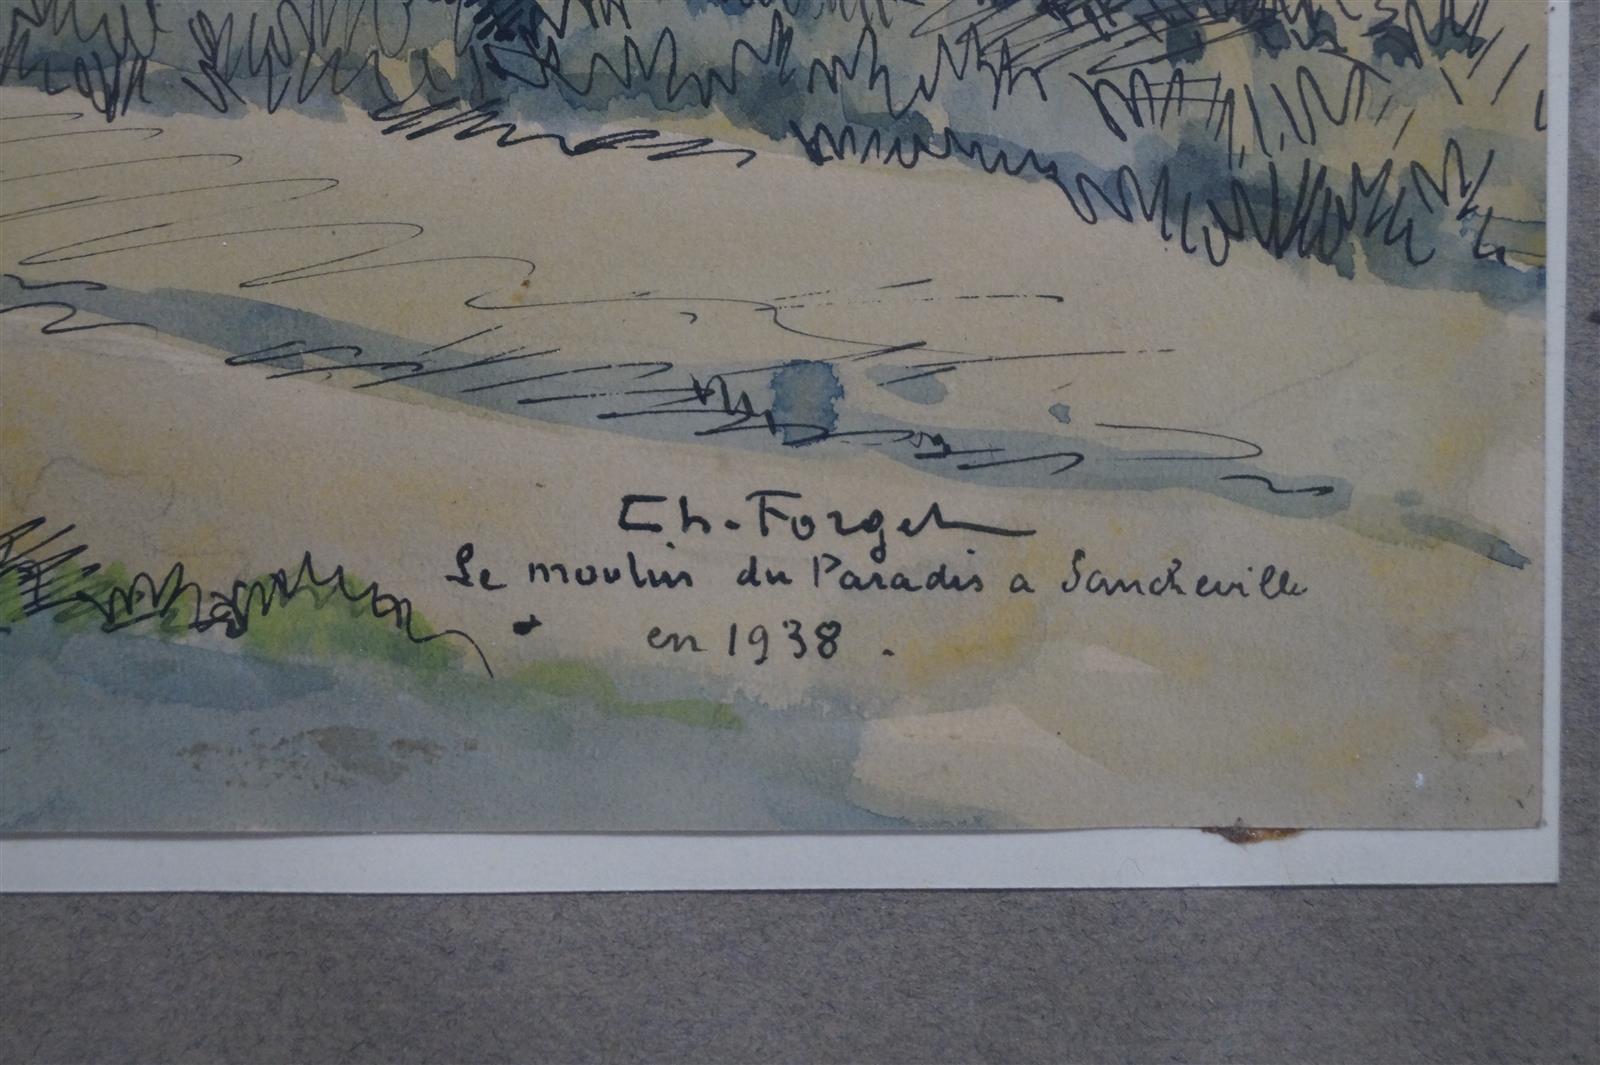 Ch. Forget
Le moulin du Paradis a Sancheville
en 1938.